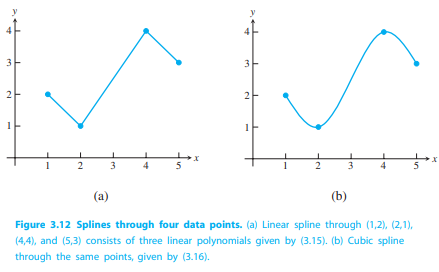 y
4
3
2
1
1 2 3 4 5 x
(a)
y
4
3
2
1
1 2 3 4 5 x
(b)
Figure 3.12 Splines through four data points. (a) Linear spline through (1,2), (2,1),
(4,4), and (5,3) consists of three linear polynomials given by (3.15). (b) Cubic spline
through the same points, given by (3.16).